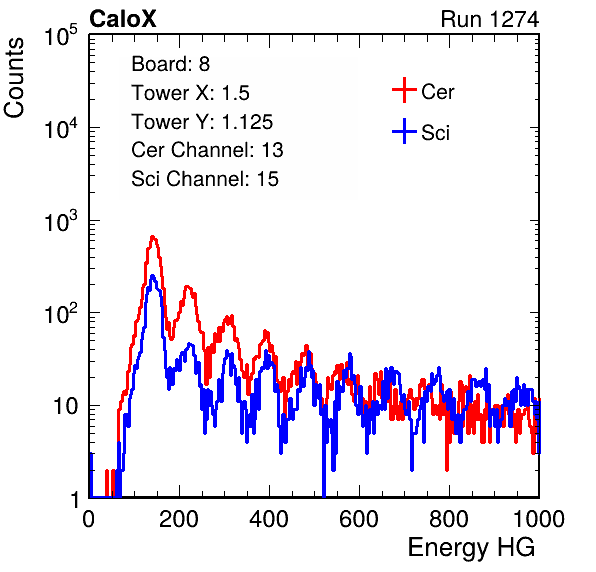 CaloX Run 1274
Counts
10^5
Board: 8
Tower X: 1.5
Tower Y: 1.125
Cer Channel: 13
Sci Channel: 15
Cer
Sci
10^4
10^3
10^2
10
1
0 200 400 600 800 1000
Energy HG